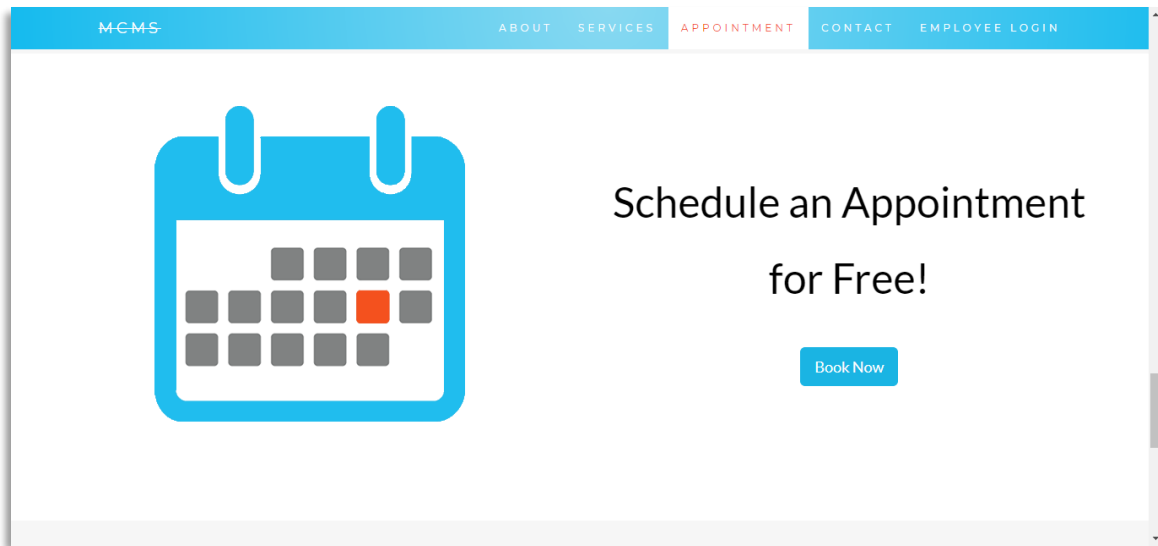 MCMS
ABOUT SERVICES APPOINTMENT CONTACT EMPLOYEE LOGIN
Schedule an Appointment
for Free!
Book Now